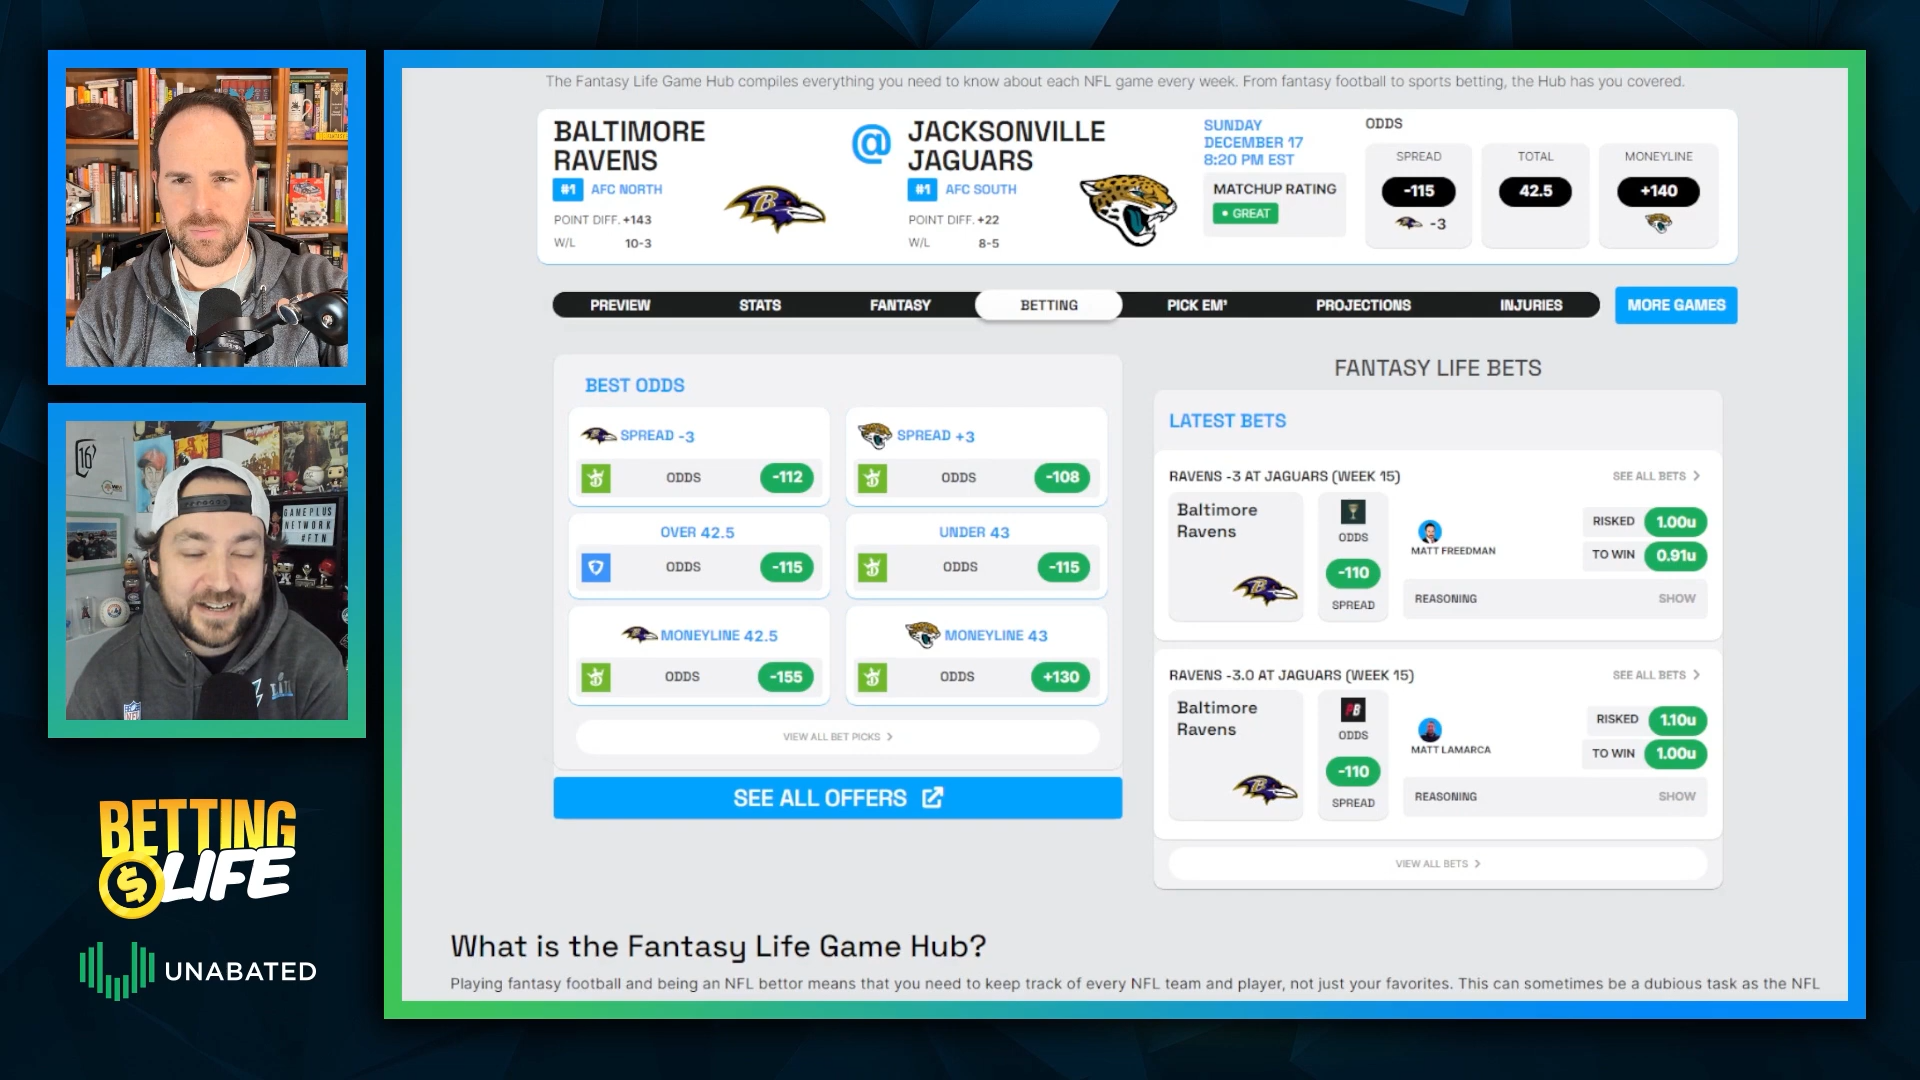 The Fantasy Life Game Hub compiles everything you need to know about each NFL game every week. From fantasy football to sports betting, the Hub has you covered.
BALTIMORE
RAVENS
#1 AFC NORTH
POINT DIFF. +143
W/L 10-3
@
JACKSONVILLE
JAGUARS
#1 AFC SOUTH
POINT DIFF. +22
W/L 8-5
SUNDAY
DECEMBER 17
8:20 PM EST
MATCHUP RATING
• GREAT
ODDS
SPREAD
-115
-3
TOTAL
42.5
MONEYLINE
+140
PREVIEW
STATS
FANTASY
BETTING
PICK EM'
PROJECTIONS
INJURIES
MORE GAMES
BEST ODDS
SPREAD -3
ODDS -112
SPREAD +3
ODDS -108
OVER 42.5
ODDS -115
UNDER 43
ODDS -115
MONEYLINE 42.5
ODDS -155
MONEYLINE 43
ODDS +130
VIEW ALL BET PICKS >
SEE ALL OFFERS
FANTASY LIFE BETS
LATEST BETS
RAVENS -3 AT JAGUARS (WEEK 15)
SEE ALL BETS >
Baltimore
Ravens
ODDS
-110
SPREAD
MATT FREEDMAN
RISKED 1.00u
TO WIN 0.91u
REASONING SHOW
RAVENS -3.0 AT JAGUARS (WEEK 15)
SEE ALL BETS >
Baltimore
Ravens
PB
ODDS
-110
SPREAD
MATT LAMARCA
RISKED 1.10u
TO WIN 1.00u
REASONING SHOW
VIEW ALL BETS >
What is the Fantasy Life Game Hub?
Playing fantasy football and being an NFL bettor means that you need to keep track of every NFL team and player, not just your favorites. This can sometimes be a dubious task as the NFL
16
GAMEPLUS
NETWORK
#FTN
NFL
BETTING
$LIFE
UNABATED